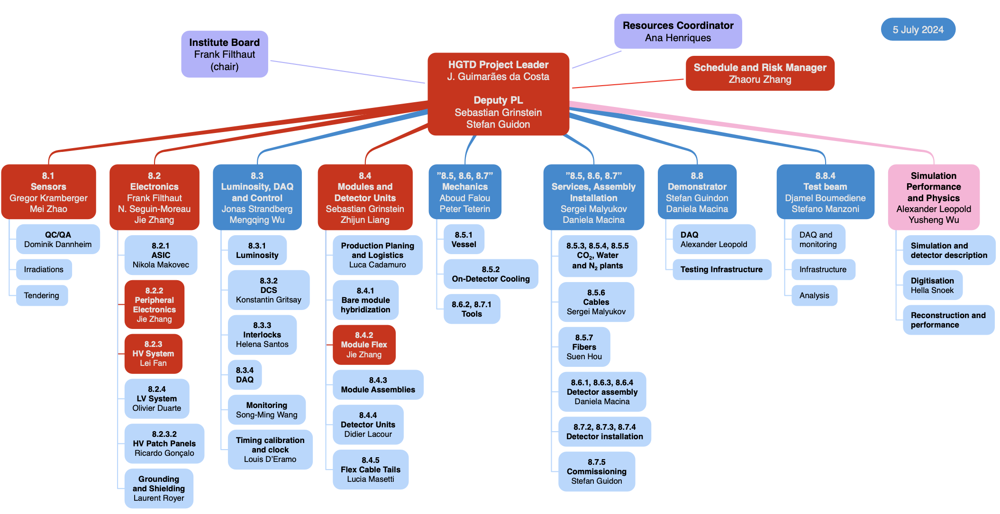 Institute Board
Frank Filthaut
(chair)
Resources Coordinator
Ana Henriques
5 July 2024
HGTD Project Leader
J. Guimarães da Costa
Deputy PL
Sebastian Grinstein
Stefan Guidon
Schedule and Risk Manager
Zhaoru Zhang
8.1
Sensors
Gregor Kramberger
Mei Zhao
QC/QA
Dominik Dannheim
Irradiations
Tendering
8.2
Electronics
Frank Filthaut
N. Seguin-Moreau
Jie Zhang
8.2.1
ASIC
Nikola Makovec
8.2.2
Peripheral
Electronics
Jie Zhang
8.2.3
HV System
Lei Fan
8.2.4
LV System
Olivier Duarte
8.2.3.2
HV Patch Panels
Ricardo Gonçalo
Grounding
and Shielding
Laurent Royer
8.3
Luminosity, DAQ
and Control
Jonas Strandberg
Mengqing Wu
8.3.1
Luminosity
8.3.2
DCS
Konstantin Gritsay
8.3.3
Interlocks
Helena Santos
8.3.4
DAQ
Monitoring
Song-Ming Wang
Timing calibration
and clock
Louis D’Eramo
8.4
Modules and
Detector Units
Sebastian Grinstein
Zhijun Liang
Production Planing
and Logistics
Luca Cadamuro
8.4.1
Bare module
hybridization
8.4.2
Module Flex
Jie Zhang
8.4.3
Module Assemblies
8.4.4
Detector Units
Didier Lacour
8.4.5
Flex Cable Tails
Lucia Masetti
”8.5, 8.6, 8.7”
Mechanics
Aboud Falou
Peter Teterin
8.5.1
Vessel
8.5.2
On-Detector Cooling
8.6.2, 8.7.1
Tools
”8.5, 8.6, 8.7”
Services, Assembly
Installation
Sergei Malyukov
Daniela Macina
8.5.3, 8.5.4, 8.5.5
CO₂, Water
and N₂ plants
8.5.6
Cables
Sergei Malyukov
8.5.7
Fibers
Suen Hou
8.6.1, 8.6.3, 8.6.4
Detector assembly
Daniela Macina
8.7.2, 8.7.3, 8.7.4
Detector installation
8.7.5
Commissioning
Stefan Guidon
8.8
Demonstrator
Stefan Guindon
Daniela Macina
DAQ
Alexander Leopold
Testing Infrastructure
8.8.4
Test beam
Djamel Boumediene
Stefano Manzoni
DAQ and
monitoring
Infrastructure
Analysis
Simulation
Performance
and Physics
Alexander Leopold
Yusheng Wu
Simulation and
detector description
Digitisation
Hella Snoek
Reconstruction and
performance